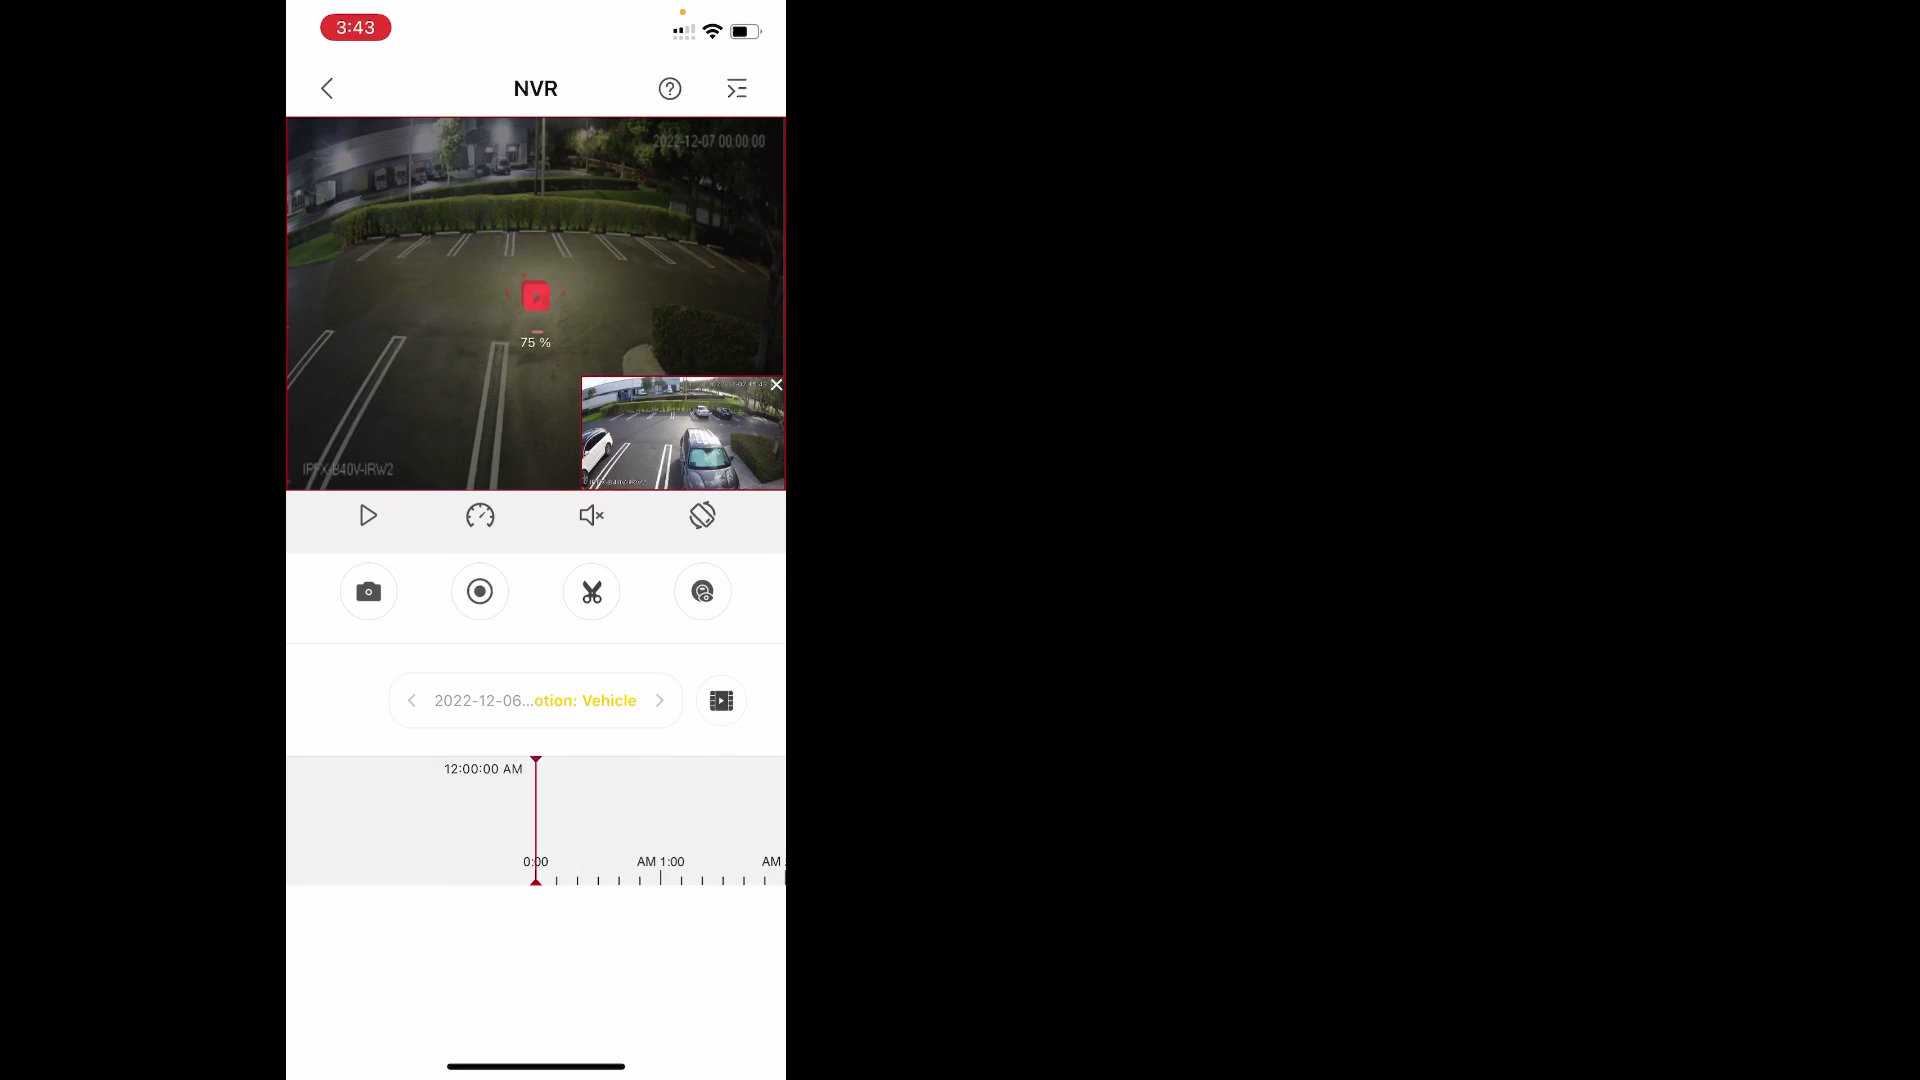 3:43
NVR
2022-12-07 00:00:00
75 %
IPFX-B40V-IRW2
2022-12-06...otion: Vehicle
12:00:00 AM
0:00
AM 1:00
AM